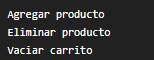 Agregar producto
Eliminar producto
Vaciar carrito